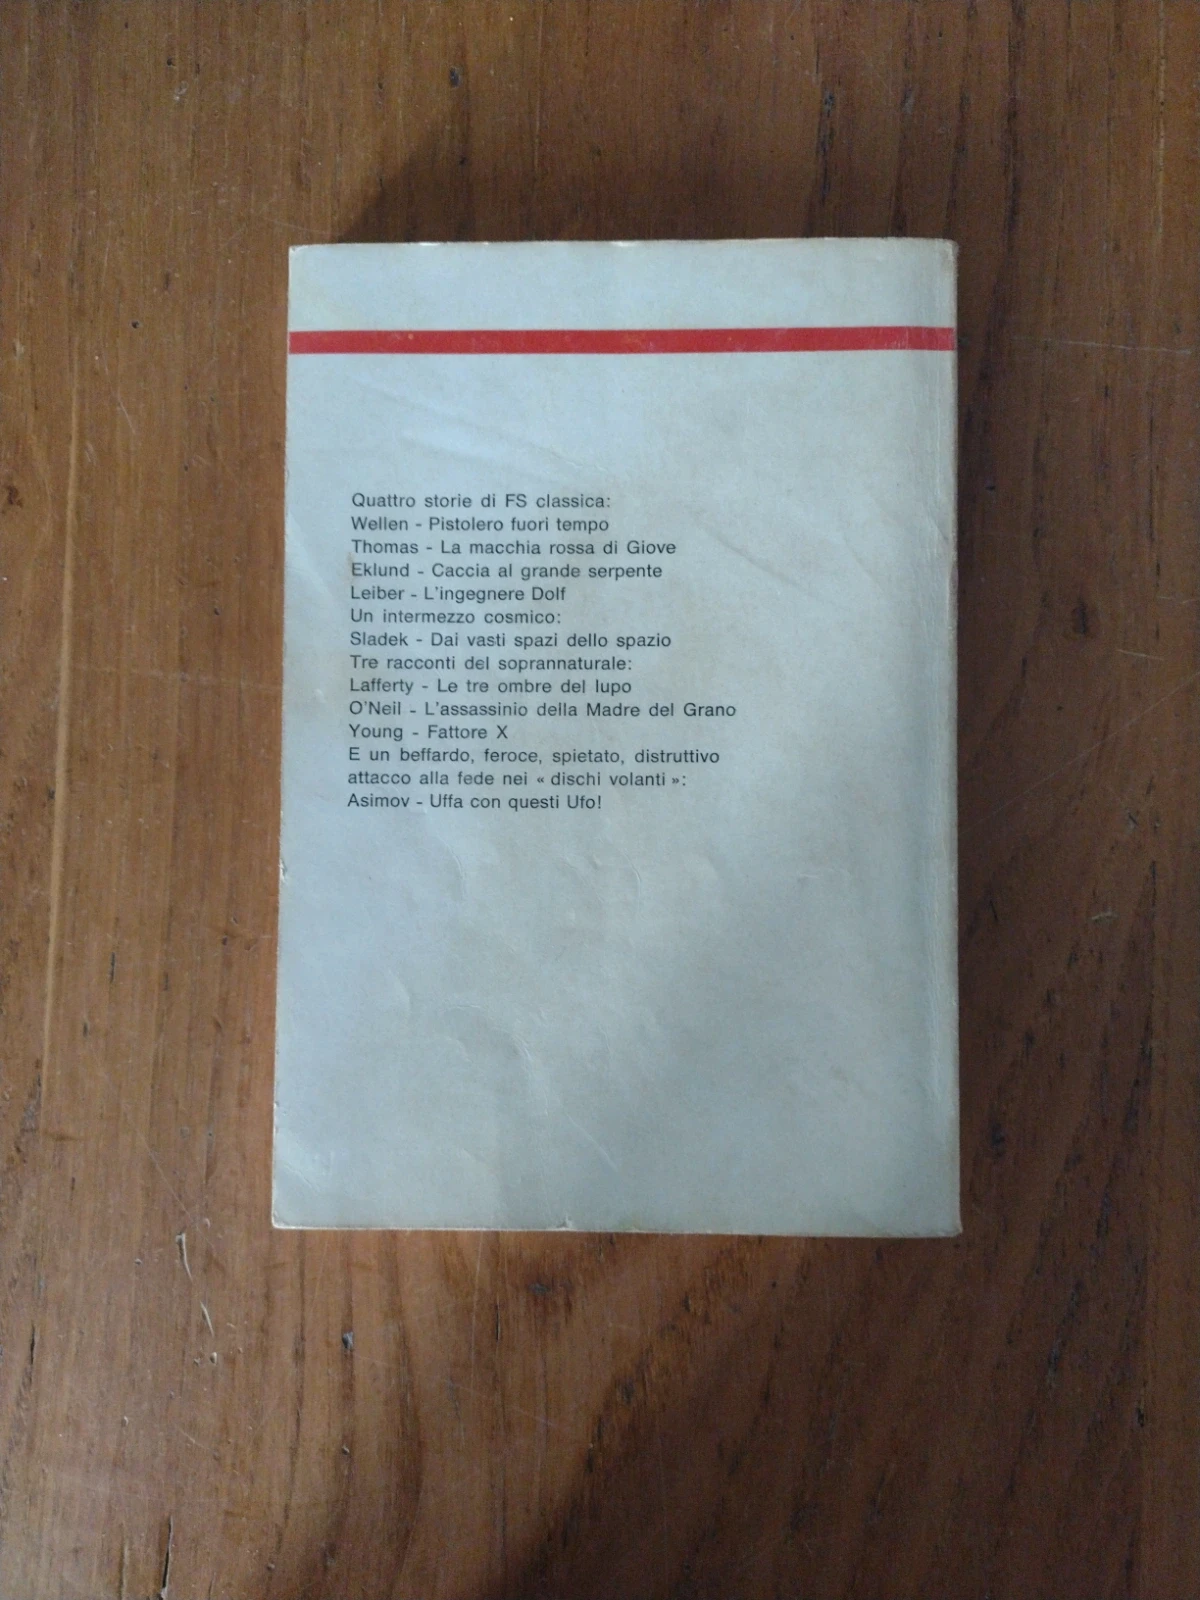 Quattro storie di FS classica:
Wellen - Pistolero fuori tempo
Thomas - La macchia rossa di Giove
Eklund - Caccia al grande serpente
Leiber - L'ingegnere Dolf
Un intermezzo cosmico:
Sladek - Dai vasti spazi dello spazio
Tre racconti del soprannaturale:
Lafferty - Le tre ombre del lupo
O'Neil - L'assassinio della Madre del Grano
Young - Fattore X
E un beffardo, feroce, spietato, distruttivo
attacco alla fede nei « dischi volanti »:
Asimov - Uffa con questi Ufo!